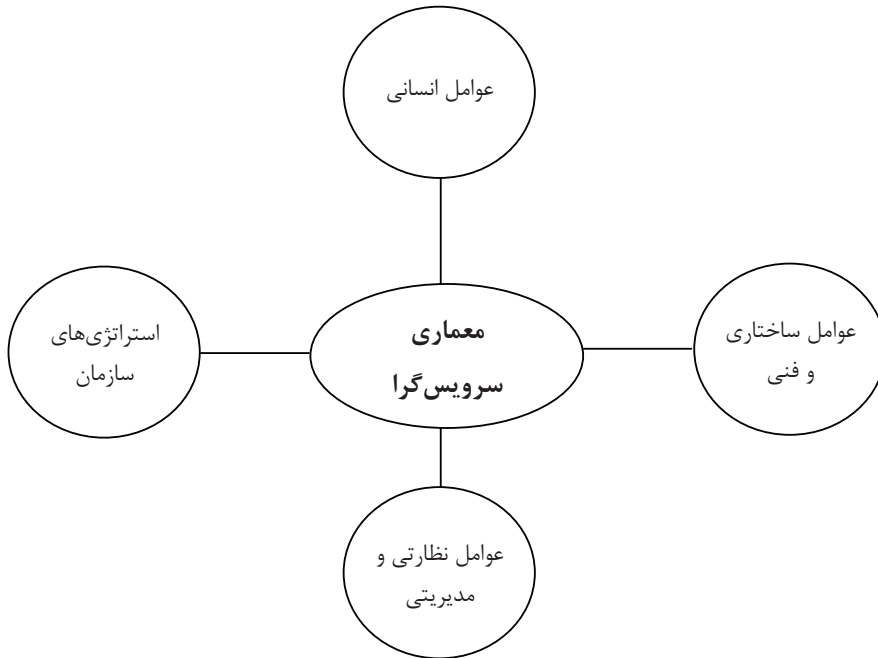 عوامل انسانی
استراتژی‌های
سازمان
معماری
سرویس‌گرا
عوامل ساختاری
و فنی
عوامل نظارتی و
مدیریتی